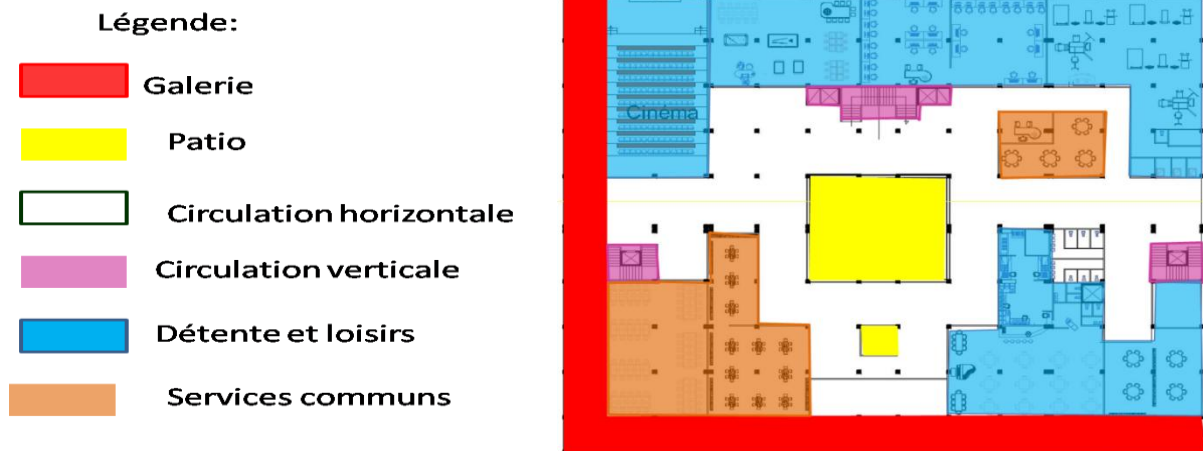 Légende:
Galerie
Patio
Circulation horizontale
Circulation verticale
Détente et loisirs
Services communs
Cinéma